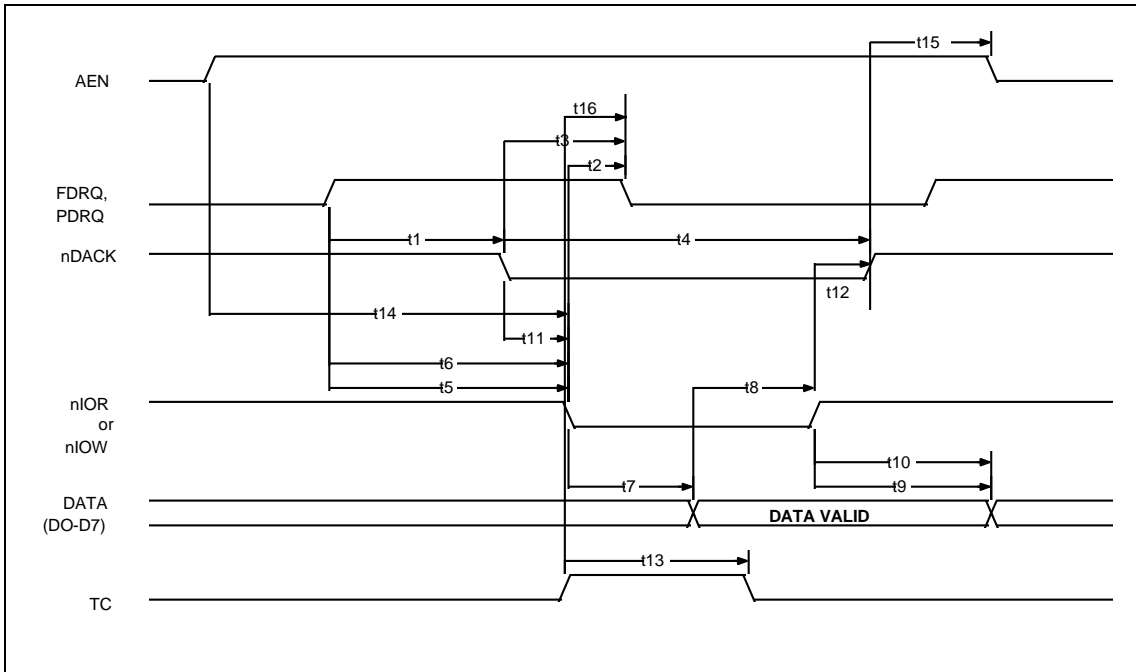 t15
AEN
t16
t3
t2
FDRQ,
PDRQ
t1
t4
nDACK
t12
t14
t11
t6
t5
t8
nIOR
or
nIOW
t10
t7
t9
DATA
(DO-D7)
DATA VALID
t13
TC